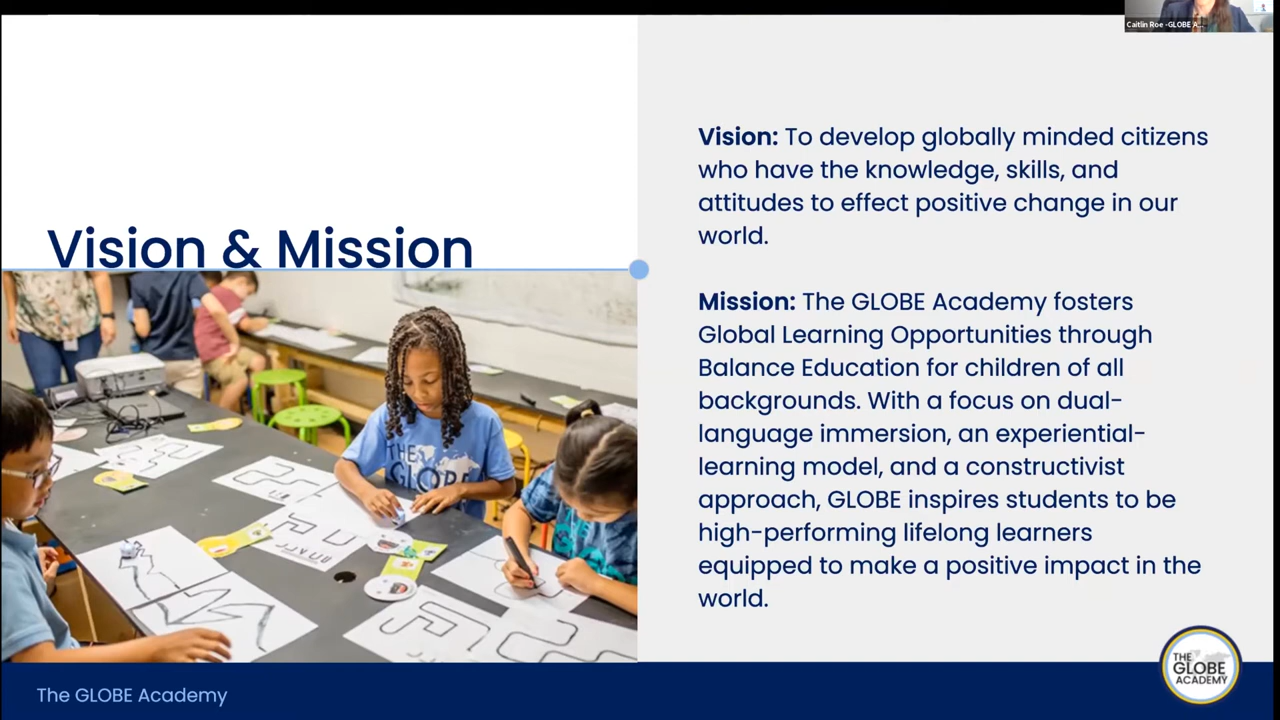 Caitlin Roe -GLOBE A...
Vision & Mission
Vision: To develop globally minded citizens
who have the knowledge, skills, and
attitudes to effect positive change in our
world.
Mission: The GLOBE Academy fosters
Global Learning Opportunities through
Balance Education for children of all
backgrounds. With a focus on dual-
language immersion, an experiential-
learning model, and a constructivist
approach, GLOBE inspires students to be
high-performing lifelong learners
equipped to make a positive impact in the
world.
THE
GLOBE
The GLOBE Academy
THE
GLOBE
ACADEMY